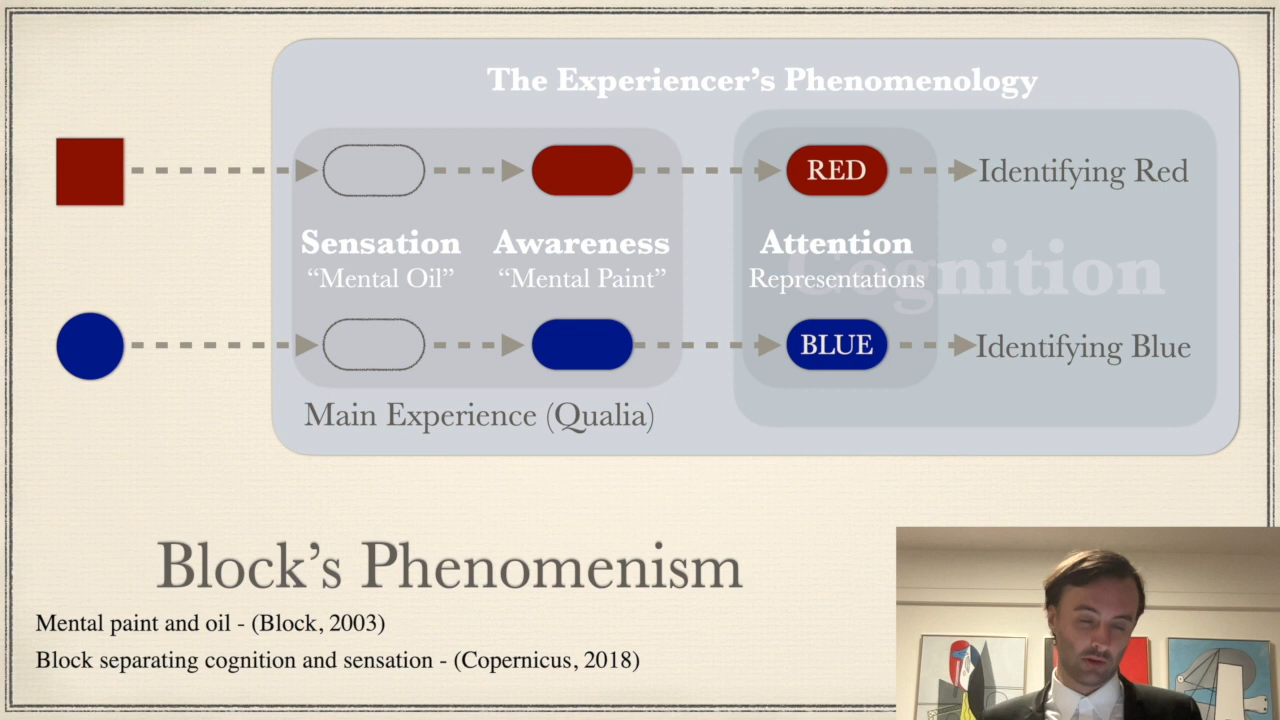 The Experiencer's Phenomenology
RED
Identifying Red
Sensation
"Mental Oil"
Awareness
"Mental Paint"
Attention
Representations
Cognition
BLUE
Identifying Blue
Main Experience (Qualia)
Block's Phenomenism
Mental paint and oil - (Block, 2003)
Block separating cognition and sensation - (Copernicus, 2018)